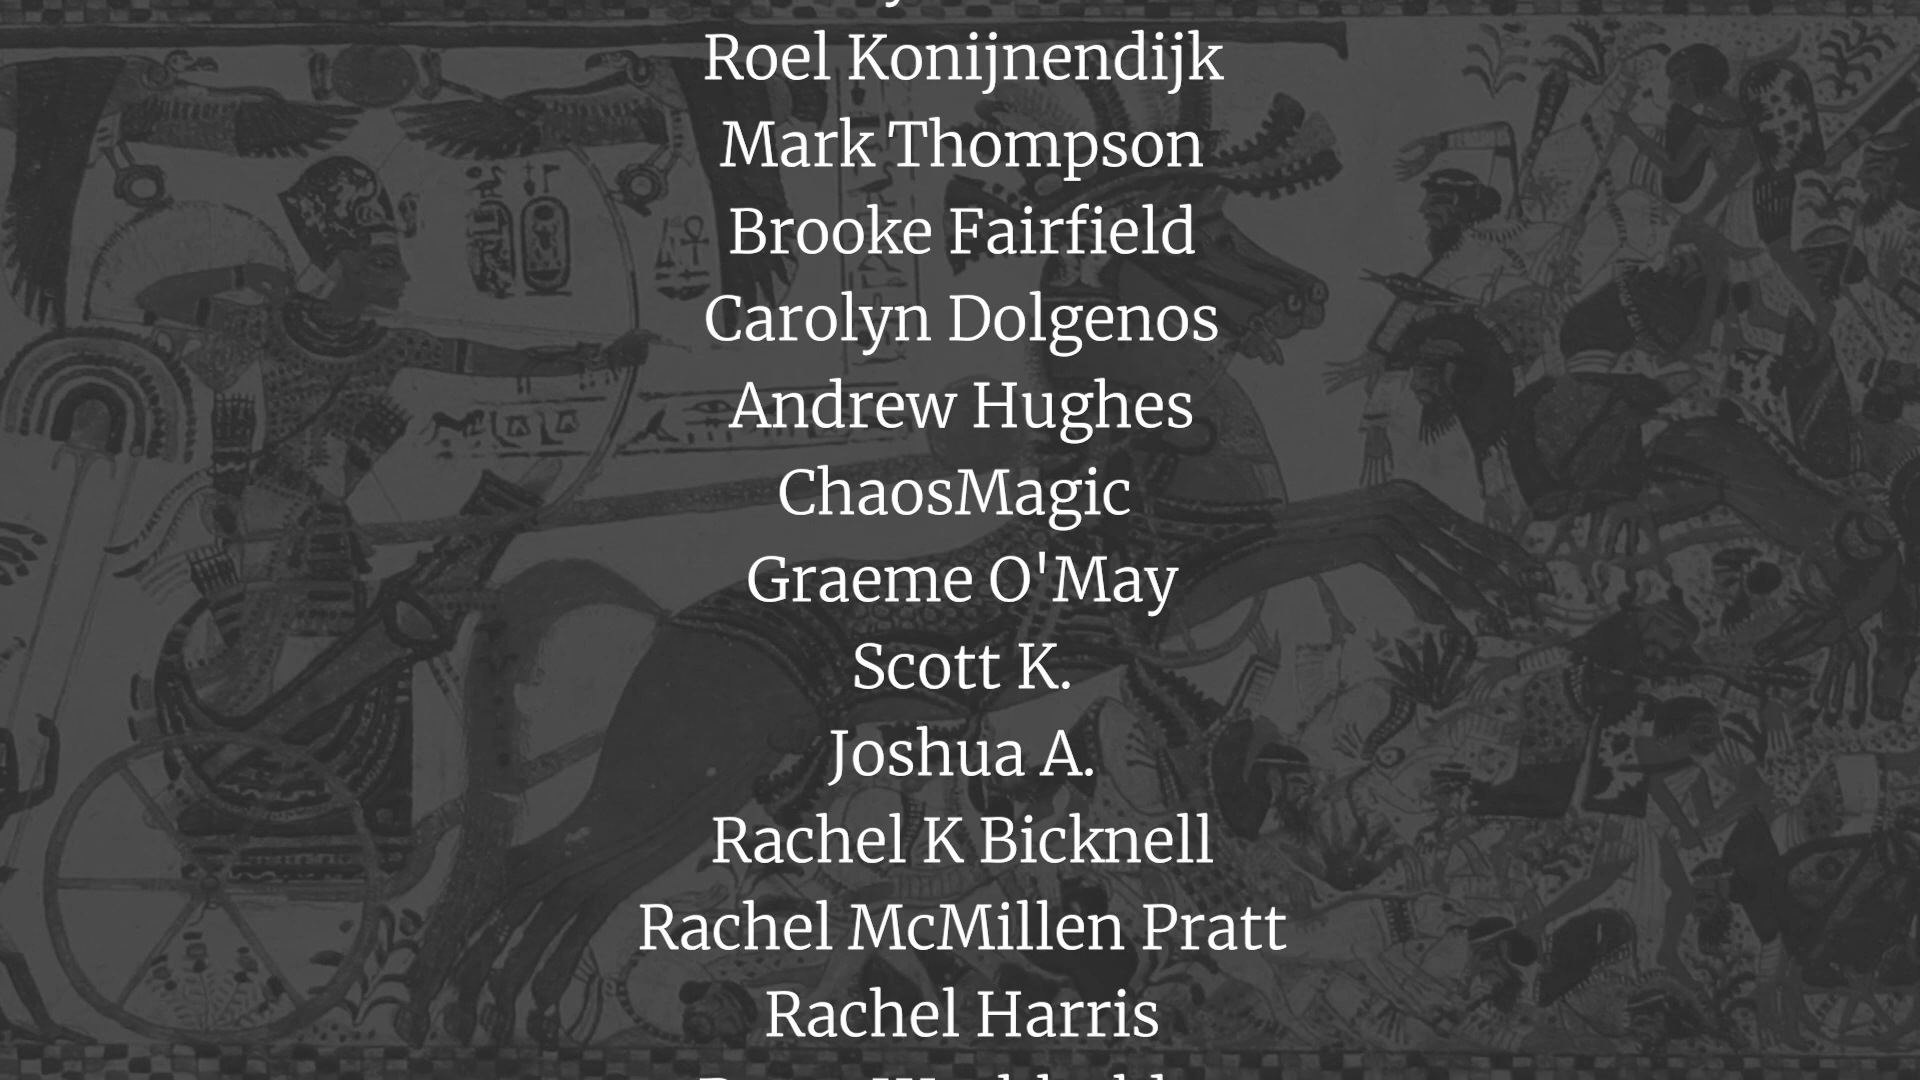 Roel Konijnendijk
Mark Thompson
Brooke Fairfield
Carolyn Dolgenos
Andrew Hughes
ChaosMagic
Graeme O'May
Scott K.
Joshua A.
Rachel K Bicknell
Rachel McMillen Pratt
Rachel Harris